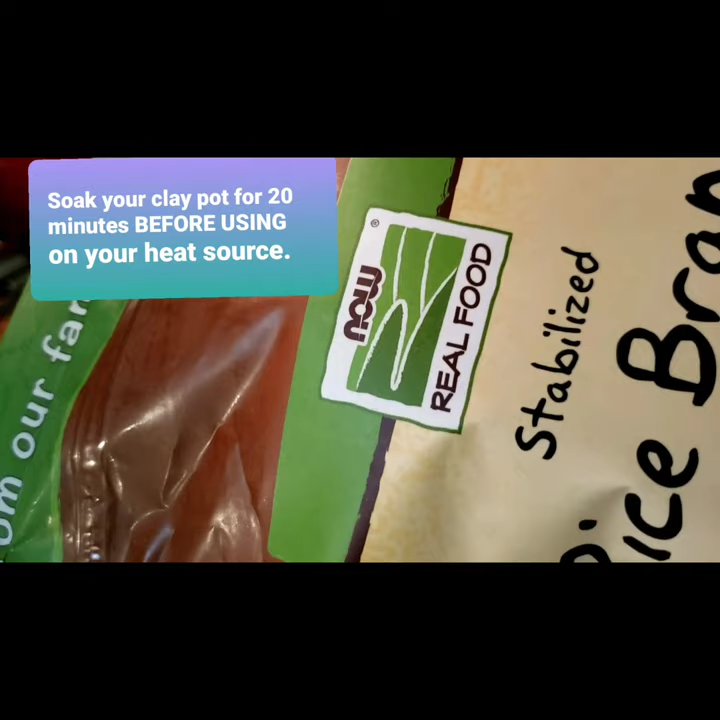 Soak your clay pot for 20
minutes BEFORE USING
on your heat source.
om our fam
NOW
®
REAL FOOD
Stabilized
ice Bran